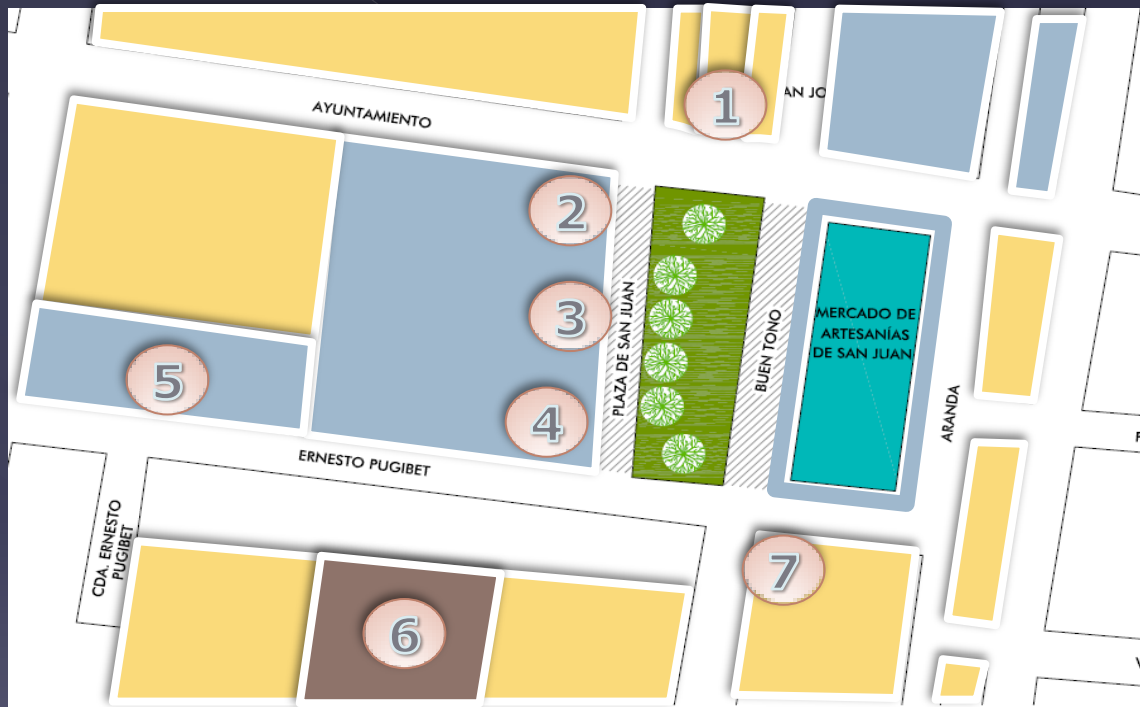 1
AN JO
AYUNTAMIENTO
2
3
PLAZA DE SAN JUAN
BUEN TONO
MERCADO DE
ARTESANÍAS
DE SAN JUAN
5
4
ARANDA
ERNESTO PUGIBET
CDA. ERNESTO
PUGIBET
7
6